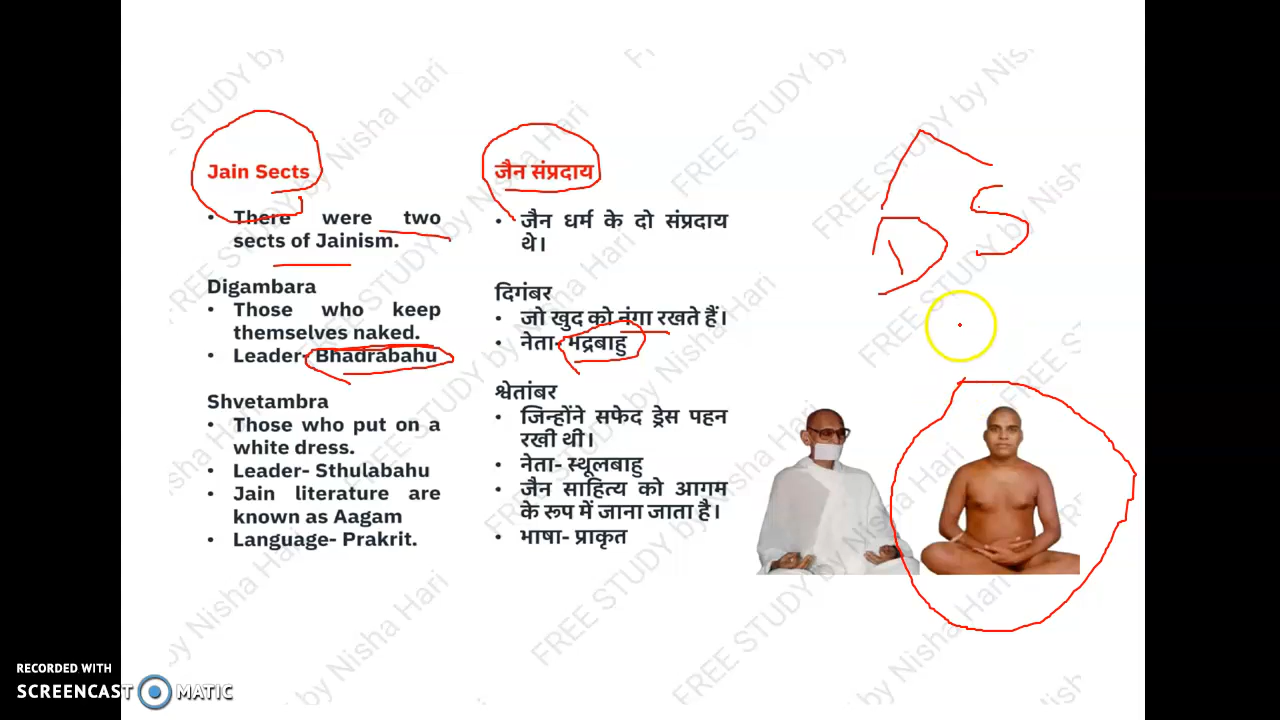 Jain Sects
• There were two
sects of Jainism.
Digambara
• Those who keep
themselves naked.
• Leader- Bhadrabahu
Shvetambra
• Those who put on a
white dress.
• Leader- Sthulabahu
• Jain literature are
known as Aagam
• Language- Prakrit.
जैन संप्रदाय
• जैन धर्म के दो संप्रदाय
थे।
दिगंबर
• जो खुद को नंगा रखते हैं।
• नेता- भद्रबाहु
श्वेतांबर
• जिन्होंने सफेद ड्रेस पहन
रखी थी।
• नेता- स्थूलबाहु
• जैन साहित्य को आगम
के रूप में जाना जाता है।
• भाषा- प्राकृत
D S
FREE STUDY by Nisha Hari
RECORDED WITH
SCREENCAST MATIC